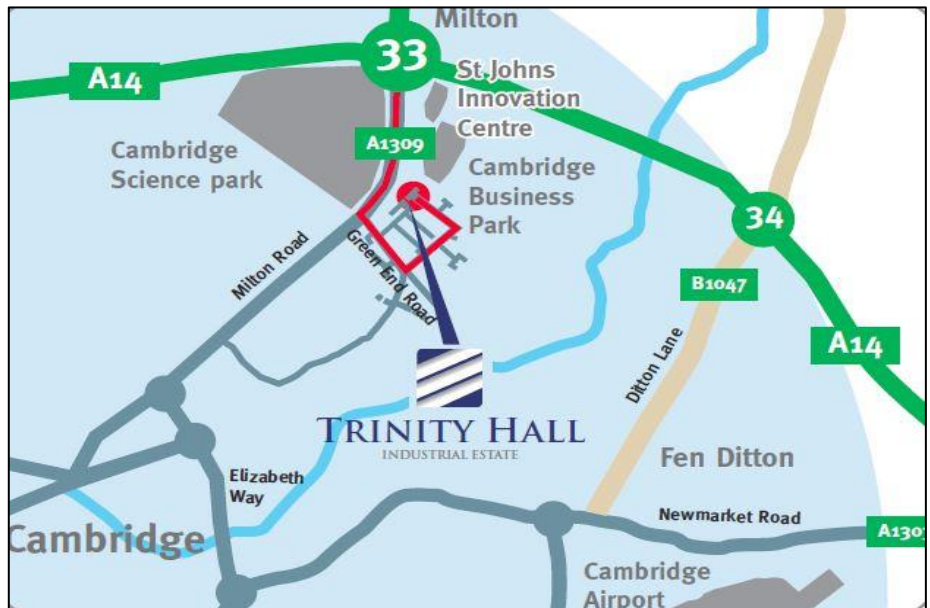 Milton
33
A14
St Johns
Innovation
Centre
A1309
Cambridge
Science park
Cambridge
Business
Park
34
Milton Road
Green End Road
B1047
A14
Ditton Lane
TRINITY HALL
INDUSTRIAL ESTATE
Fen Ditton
Elizabeth
Way
Newmarket Road
Cambridge
Cambridge
Airport